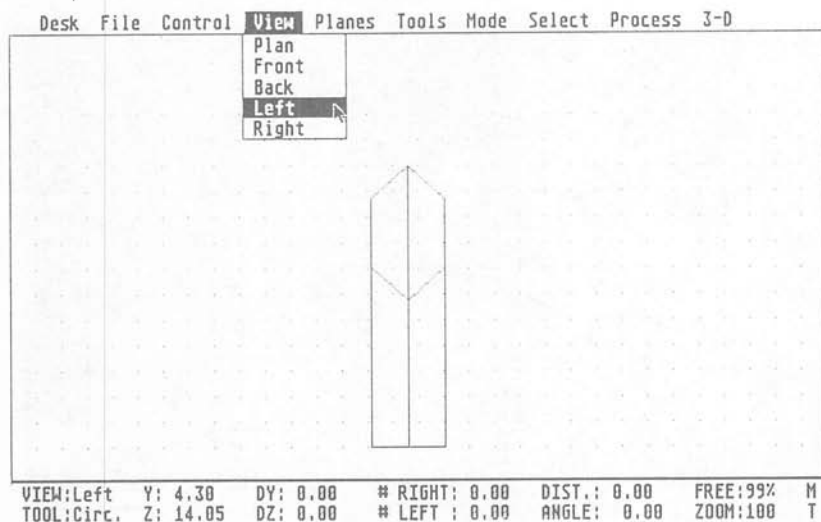 Desk File Control View Planes Tools Mode Select Process 3-D
Plan
Front
Back
Left
Right
VIEW:Left Y: 4.30 DY: 0.00 # RIGHT: 0.00 DIST.: 0.00 FREE:99% M
TOOL:Circ. Z: 14.05 DZ: 0.00 # LEFT : 0.00 ANGLE: 0.00 ZOOM:100 T